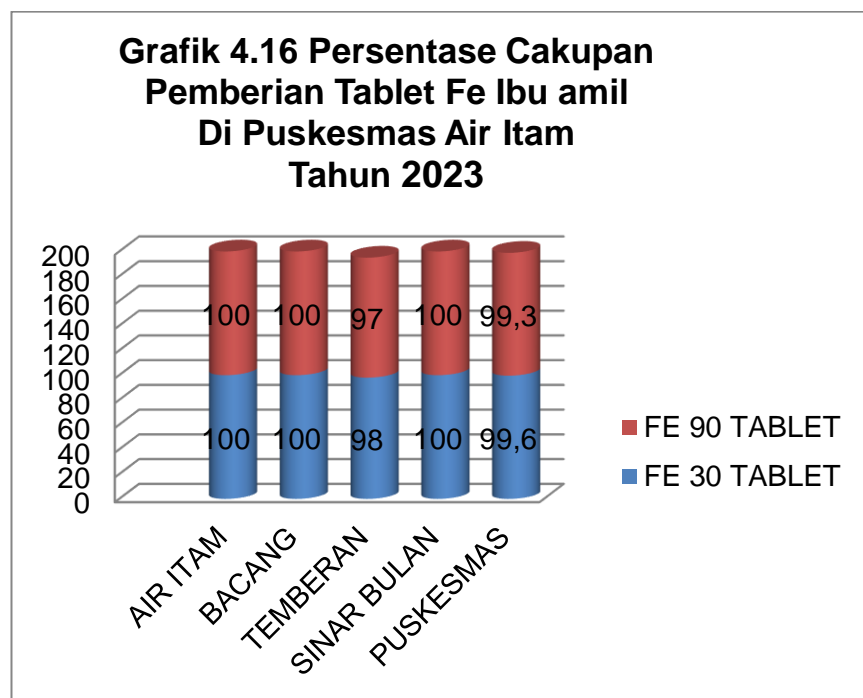 Grafik 4.16 Persentase Cakupan
Pemberian Tablet Fe Ibu amil
Di Puskesmas Air Itam
Tahun 2023
200
180
160
140
120
100
80
60
40
20
0
100 100 97 100 99,3
100 100 98 100 99,6
AIR ITAM
BACANG
TEMBERAN
SINAR BULAN
PUSKESMAS
FE 90 TABLET
FE 30 TABLET